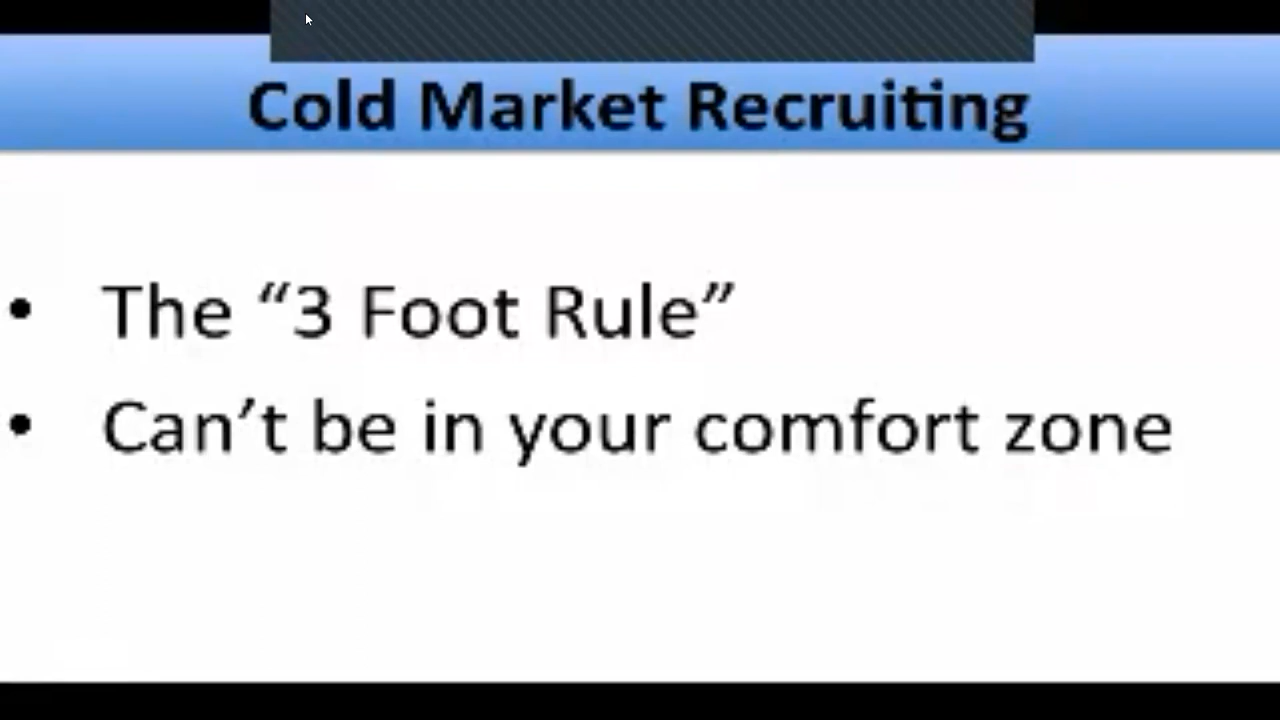 Cold Market Recruiting
• The “3 Foot Rule”
• Can’t be in your comfort zone